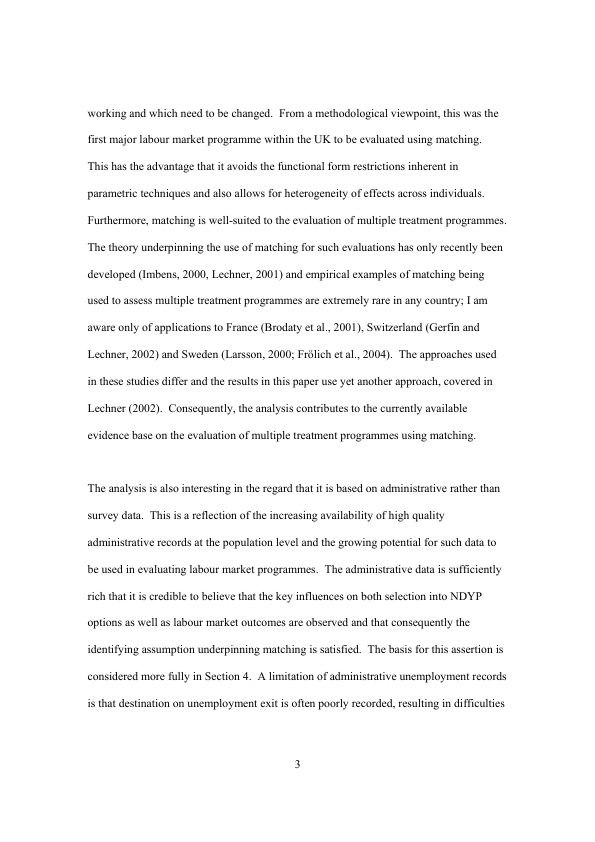 working and which need to be changed.  From a methodological viewpoint, this was the
first major labour market programme within the UK to be evaluated using matching.
This has the advantage that it avoids the functional form restrictions inherent in
parametric techniques and also allows for heterogeneity of effects across individuals.
Furthermore, matching is well-suited to the evaluation of multiple treatment programmes.
The theory underpinning the use of matching for such evaluations has only recently been
developed (Imbens, 2000, Lechner, 2001) and empirical examples of matching being
used to assess multiple treatment programmes are extremely rare in any country; I am
aware only of applications to France (Brodaty et al., 2001), Switzerland (Gerfin and
Lechner, 2002) and Sweden (Larsson, 2000; Frölich et al., 2004).  The approaches used
in these studies differ and the results in this paper use yet another approach, covered in
Lechner (2002).  Consequently, the analysis contributes to the currently available
evidence base on the evaluation of multiple treatment programmes using matching.
The analysis is also interesting in the regard that it is based on administrative rather than
survey data.  This is a reflection of the increasing availability of high quality
administrative records at the population level and the growing potential for such data to
be used in evaluating labour market programmes.  The administrative data is sufficiently
rich that it is credible to believe that the key influences on both selection into NDYP
options as well as labour market outcomes are observed and that consequently the
identifying assumption underpinning matching is satisfied.  The basis for this assertion is
considered more fully in Section 4.  A limitation of administrative unemployment records
is that destination on unemployment exit is often poorly recorded, resulting in difficulties
3